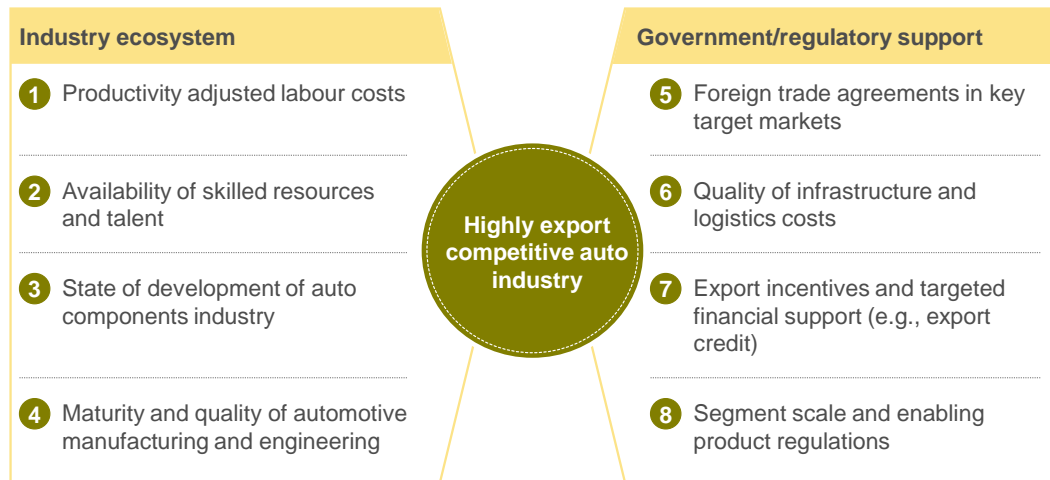 Industry ecosystem
1 Productivity adjusted labour costs
2 Availability of skilled resources
and talent
3 State of development of auto
components industry
4 Maturity and quality of automotive
manufacturing and engineering
Highly export
competitive auto
industry
Government/regulatory support
5 Foreign trade agreements in key
target markets
6 Quality of infrastructure and
logistics costs
7 Export incentives and targeted
financial support (e.g., export
credit)
8 Segment scale and enabling
product regulations